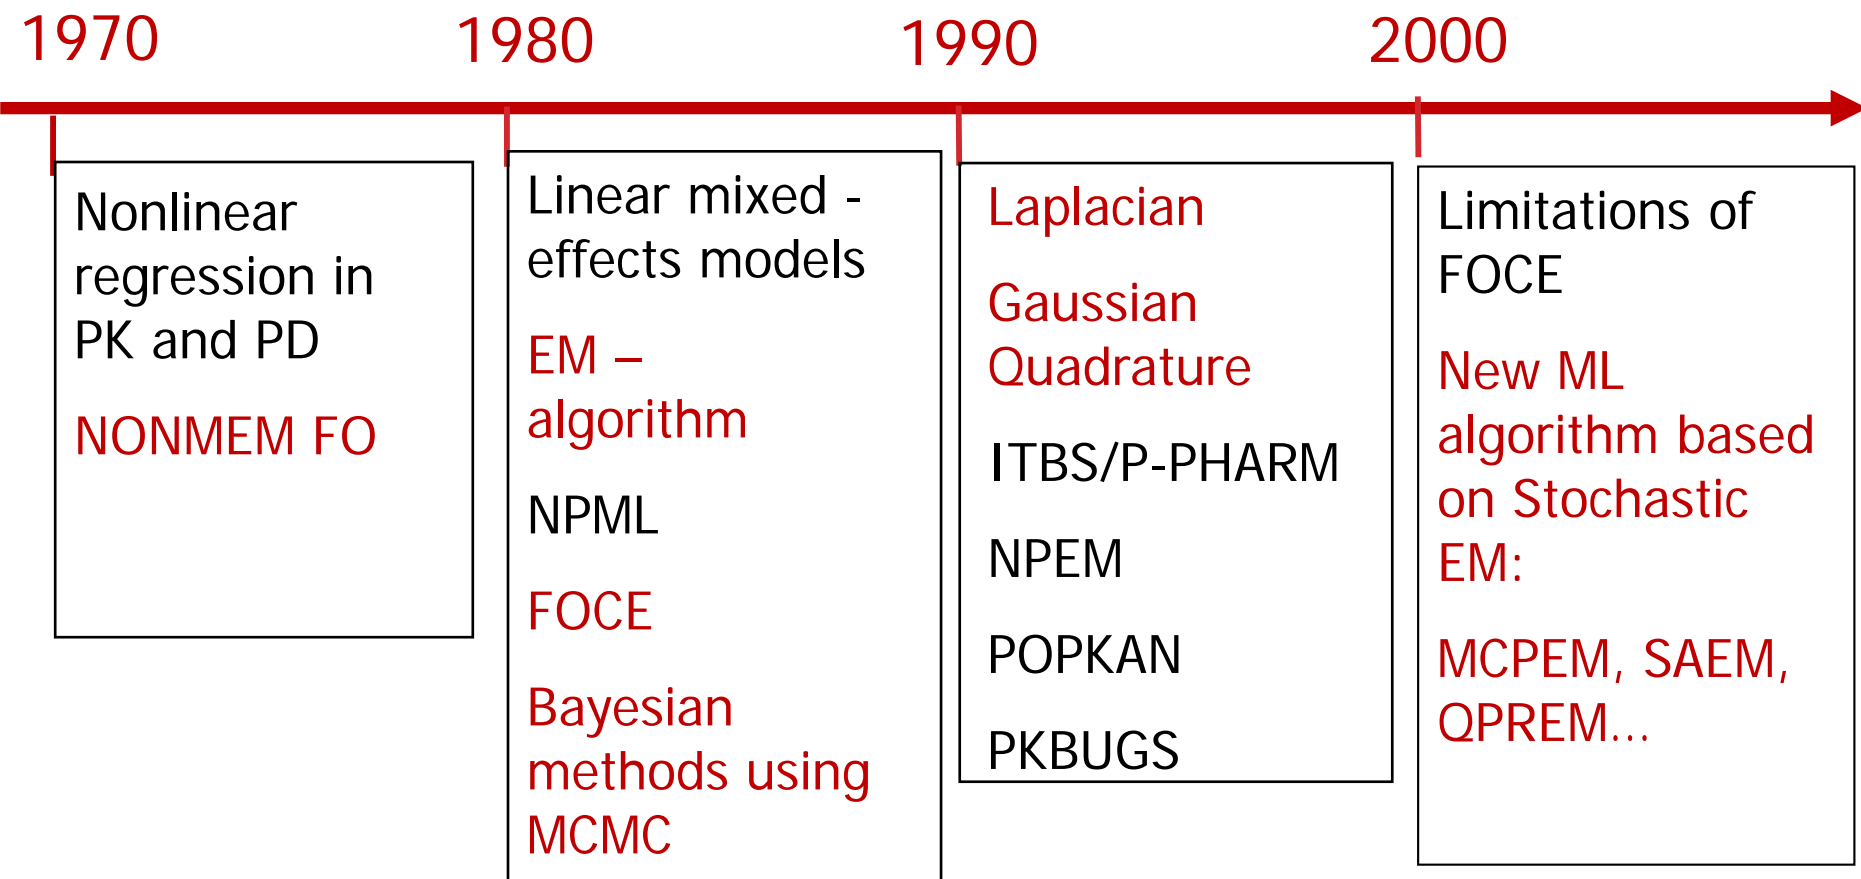 1970
1980
1990
2000
Nonlinear
regression in
PK and PD
NONMEM FO
Linear mixed -
effects models
EM –
algorithm
NPML
FOCE
Bayesian
methods using
MCMC
Laplacian
Gaussian
Quadrature
ITBS/P-PHARM
NPEM
POPKAN
PKBUGS
Limitations of
FOCE
New ML
algorithm based
on Stochastic
EM:
MCPEM, SAEM,
QPREM...